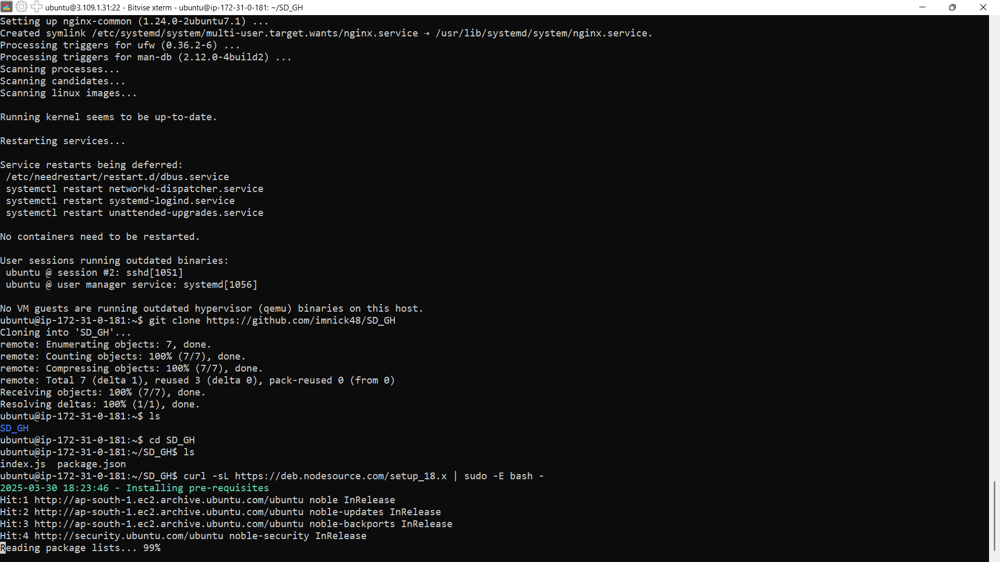 ubuntu@3.109.1.31:22 - Bitvise xterm - ubuntu@ip-172-31-0-181: ~/SD_GH
Setting up nginx-common (1.24.0-2ubuntu7.1) ...
Created symlink /etc/systemd/system/multi-user.target.wants/nginx.service → /usr/lib/systemd/system/nginx.service.
Processing triggers for ufw (0.36.2-6) ...
Processing triggers for man-db (2.12.0-4build2) ...
Scanning processes...
Scanning candidates...
Scanning linux images...
Running kernel seems to be up-to-date.
Restarting services...
Service restarts being deferred:
 /etc/needrestart/restart.d/dbus.service
 systemctl restart networkd-dispatcher.service
 systemctl restart systemd-logind.service
 systemctl restart unattended-upgrades.service
No containers need to be restarted.
User sessions running outdated binaries:
 ubuntu @ session #2: sshd[1051]
 ubuntu @ user manager service: systemd[1056]
No VM guests are running outdated hypervisor (qemu) binaries on this host.
ubuntu@ip-172-31-0-181:~$ git clone https://github.com/imnick48/SD_GH
Cloning into 'SD_GH'...
remote: Enumerating objects: 7, done.
remote: Counting objects: 100% (7/7), done.
remote: Compressing objects: 100% (7/7), done.
remote: Total 7 (delta 1), reused 3 (delta 0), pack-reused 0 (from 0)
Receiving objects: 100% (7/7), done.
Resolving deltas: 100% (1/1), done.
ubuntu@ip-172-31-0-181:~$ ls
SD_GH
ubuntu@ip-172-31-0-181:~$ cd SD_GH
ubuntu@ip-172-31-0-181:~/SD_GH$ ls
index.js  package.json
ubuntu@ip-172-31-0-181:~/SD_GH$ curl -sL https://deb.nodesource.com/setup_18.x | sudo -E bash -
2025-03-30 18:23:46 - Installing pre-requisites
Hit:1 http://ap-south-1.ec2.archive.ubuntu.com/ubuntu noble InRelease
Hit:2 http://ap-south-1.ec2.archive.ubuntu.com/ubuntu noble-updates InRelease
Hit:3 http://ap-south-1.ec2.archive.ubuntu.com/ubuntu noble-backports InRelease
Hit:4 http://security.ubuntu.com/ubuntu noble-security InRelease
Reading package lists... 99%